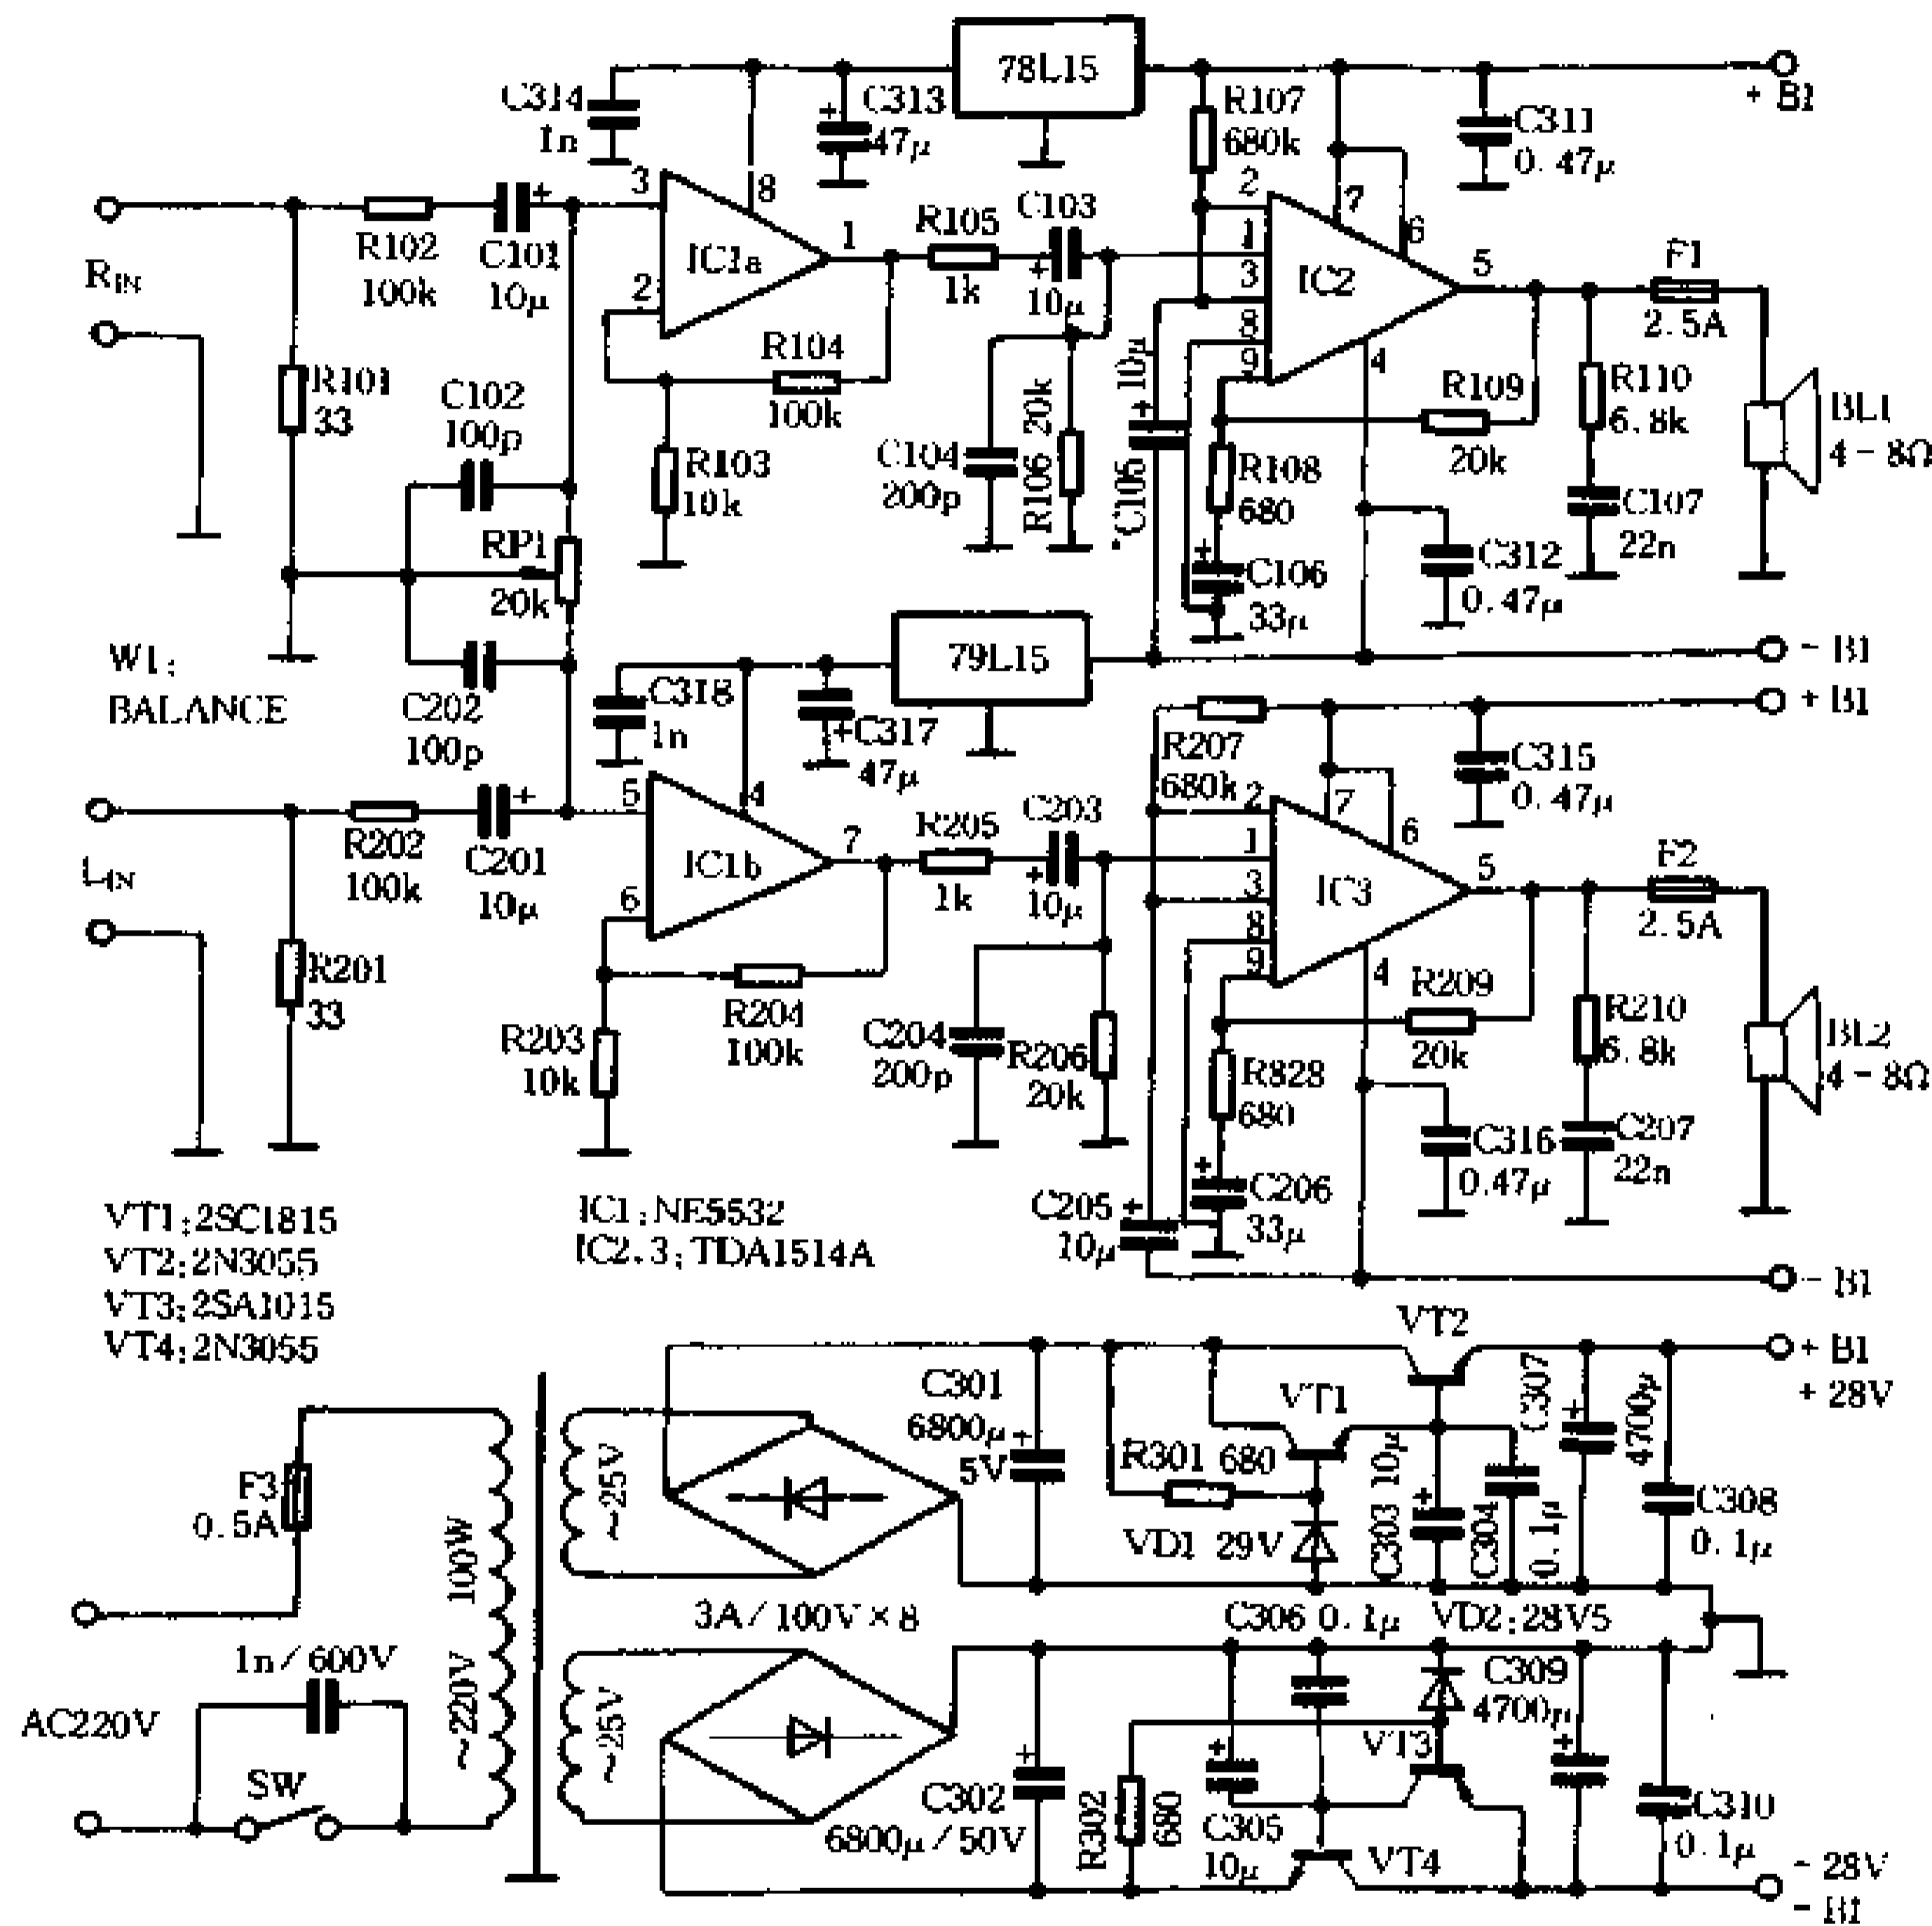 78L15
+ B1
C314
1n
C313
47μ
R107
680k
C311
0.47μ
3
8
2
7
RIN
R102
100k
C101
10μ
IC1a
1
R105
1k
C103
10μ
1
3
IC2
6
5
F1
2.5A
2
8
9
4
R104
100k
R101
33
C102
100p
R103
10k
C104
200p
R106 20k
C105 10μ
R108
680
R109
20k
R110
6.8k
BL1
4-8Ω
C107
22n
RP1
20k
C106
33μ
C312
0.47μ
W1:
BALANCE
C202
100p
79L15
- B1
+ B1
C318
1n
C317
47μ
R207
680k
C315
0.47μ
5
4
2
7
LIN
R202
100k
C201
10μ
IC1b
7
R205
1k
C203
10μ
1
3
IC3
6
5
F2
2.5A
6
8
9
4
R201
33
R204
100k
R203
10k
C204
200p
R206
20k
R209
20k
R210
6.8k
BL2
4-8Ω
R828
680
C206
33μ
C316
0.47μ
C207
22n
C205
10μ
- B1
VT1:2SC1815
VT2:2N3055
VT3:2SA1015
VT4:2N3055
IC1:NE5532
IC2.3:TDA1514A
VT2
+ B1
+ 28V
F3
0.5A
100W
~220V
~25V
C301
6800μ
5V
VT1
R301 680
VD1 29V
C303 10μ
C304
0.1μ
C307
4700μ
C308
0.1μ
3A/100V×8
C306 0.1μ
VD2:28V5
1n/600V
AC220V
SW
~25V
C302
6800μ/50V
R302
680
C305
10μ
C309
4700μ
VT3
VT4
C310
0.1μ
- 28V
- B1